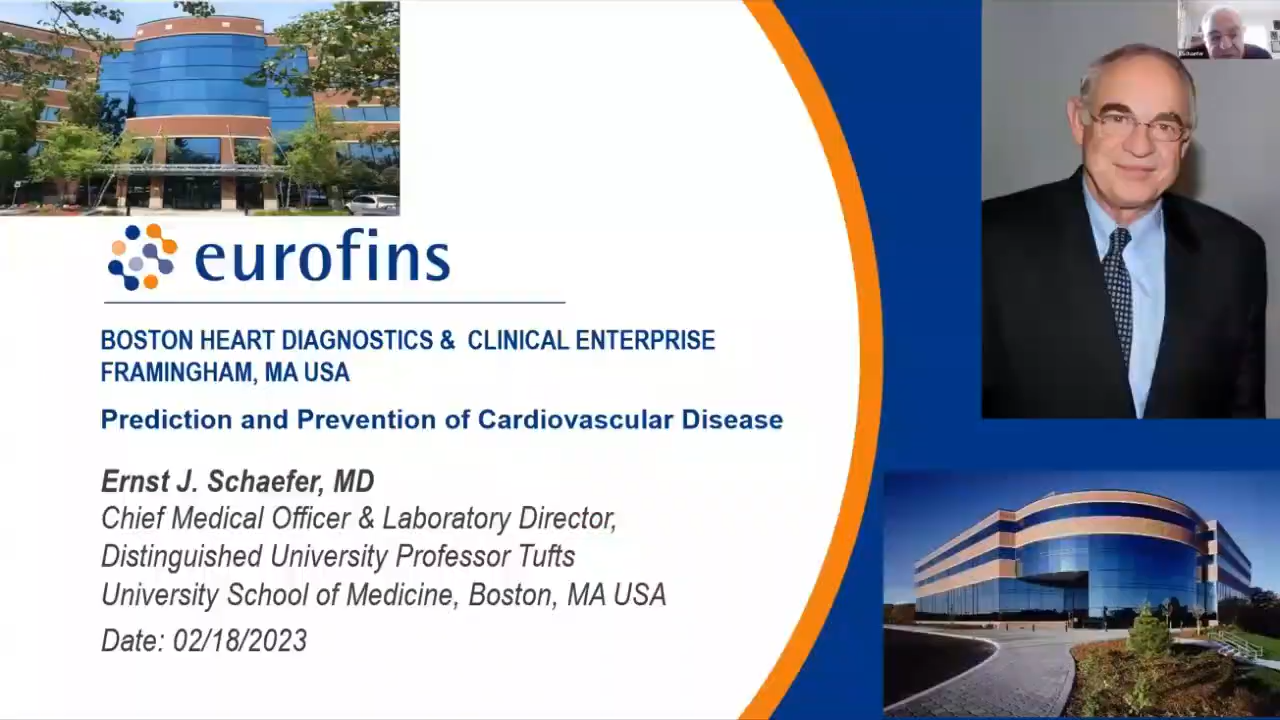 eurofins
BOSTON HEART DIAGNOSTICS & CLINICAL ENTERPRISE
FRAMINGHAM, MA USA
Prediction and Prevention of Cardiovascular Disease
Ernst J. Schaefer, MD
Chief Medical Officer & Laboratory Director,
Distinguished University Professor Tufts
University School of Medicine, Boston, MA USA
Date: 02/18/2023